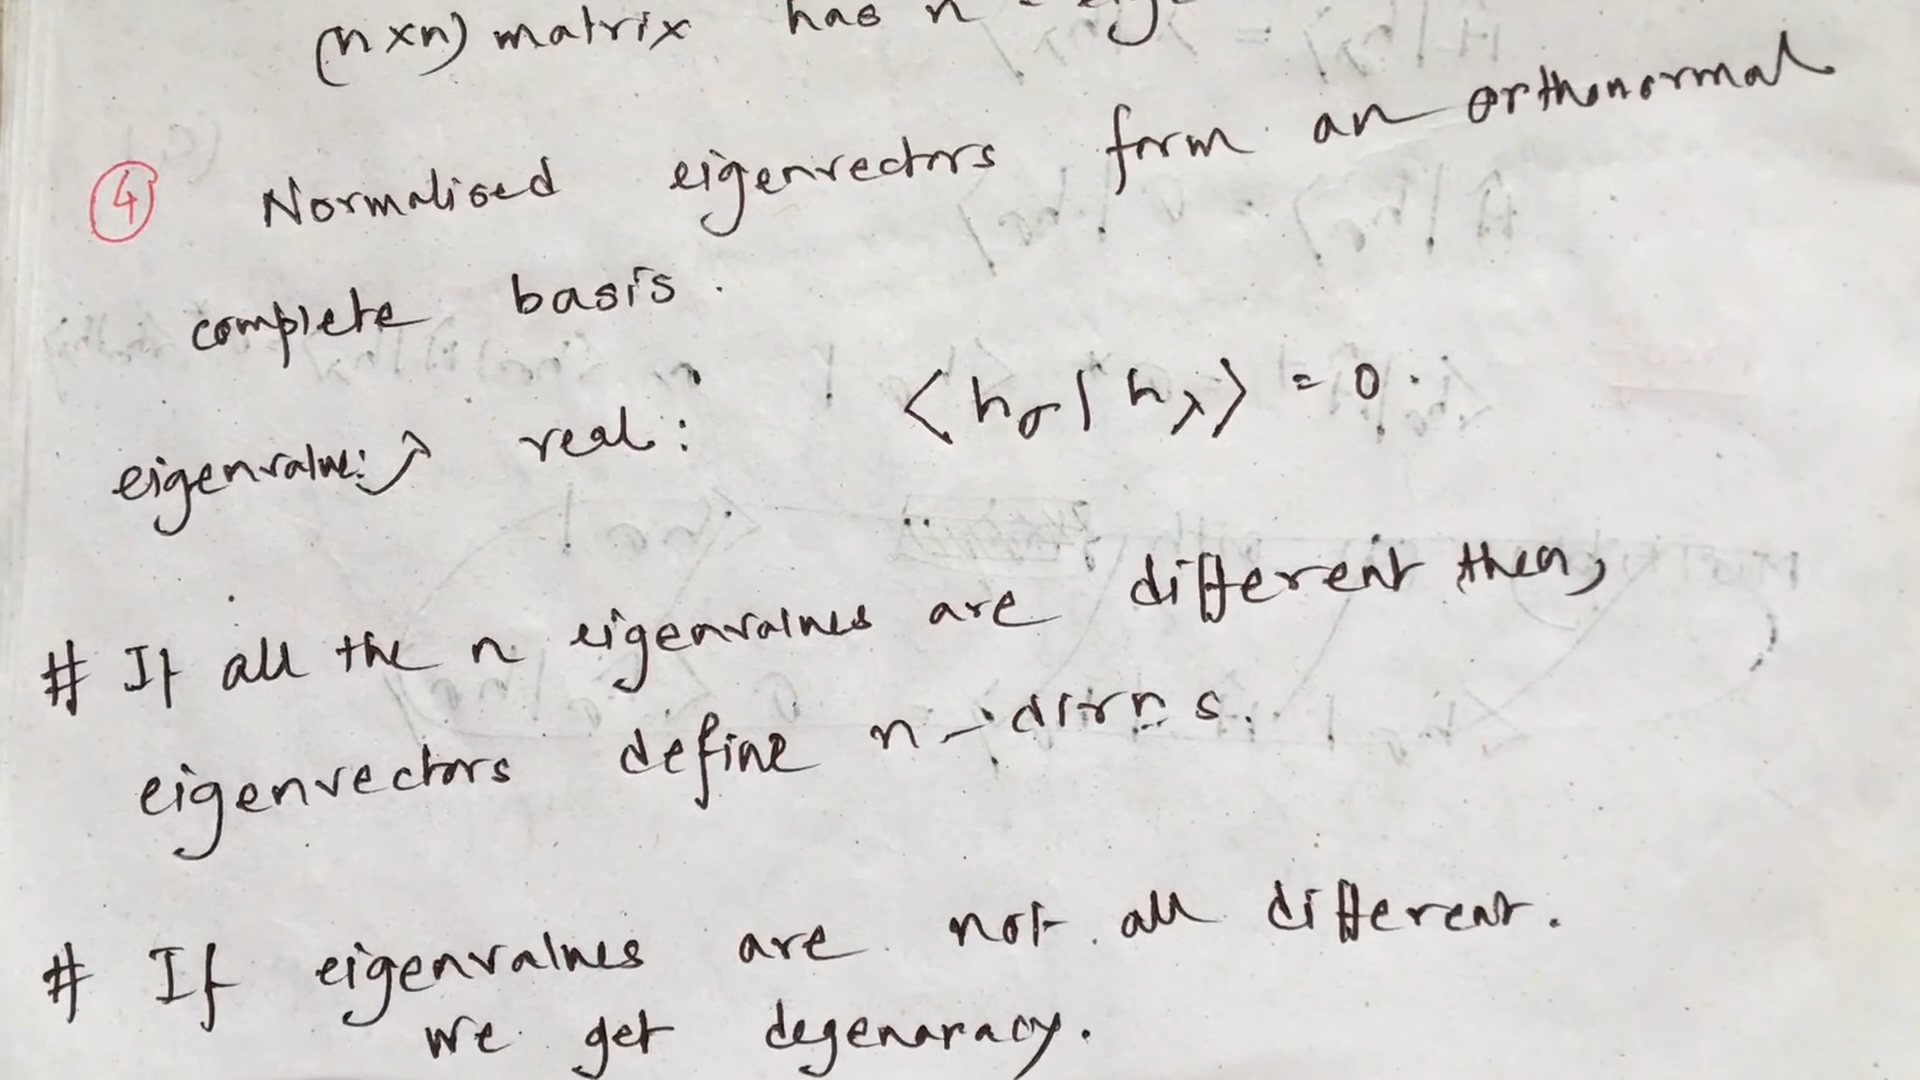 (n×n) matrix has n -
④ Normalised eigenvectors form an orthonormal
complete basis.
eigenvalue: λ real: ⟨h_σ|h_λ⟩ = 0.
# If all the n eigenvalues are different then,
eigenvectors define n - dirns.
# If eigenvalues are not all different.
we get degenaracy.